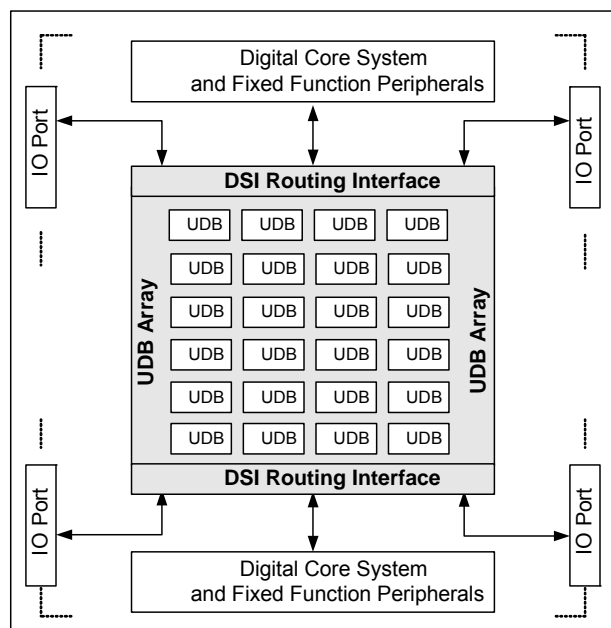 Digital Core System
and Fixed Function Peripherals
IO Port
IO Port
DSI Routing Interface
UDB Array
UDB Array
UDB UDB UDB UDB
UDB UDB UDB UDB
UDB UDB UDB UDB
UDB UDB UDB UDB
UDB UDB UDB UDB
UDB UDB UDB UDB
DSI Routing Interface
IO Port
IO Port
Digital Core System
and Fixed Function Peripherals